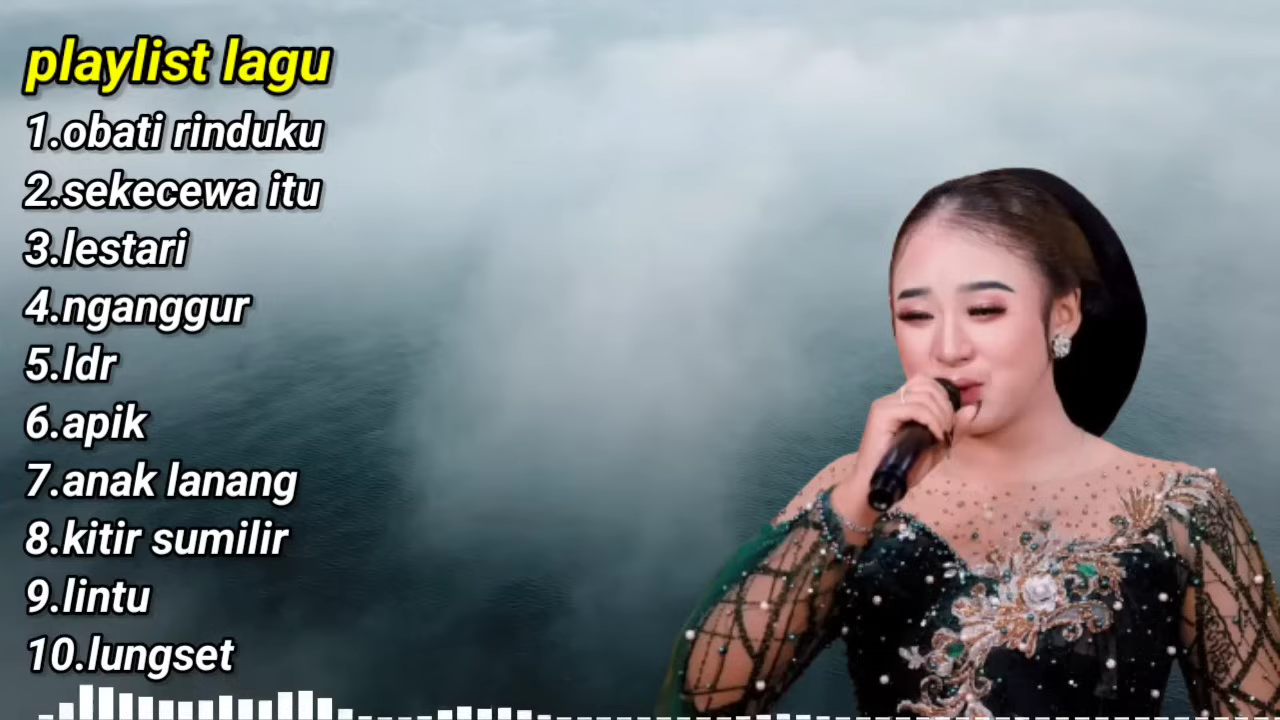 playlist lagu
1.obati rinduku
2.sekecewa itu
3.lestari
4.nganggur
5.ldr
6.apik
7.anak lanang
8.kitir sumilir
9.lintu
10.lungset